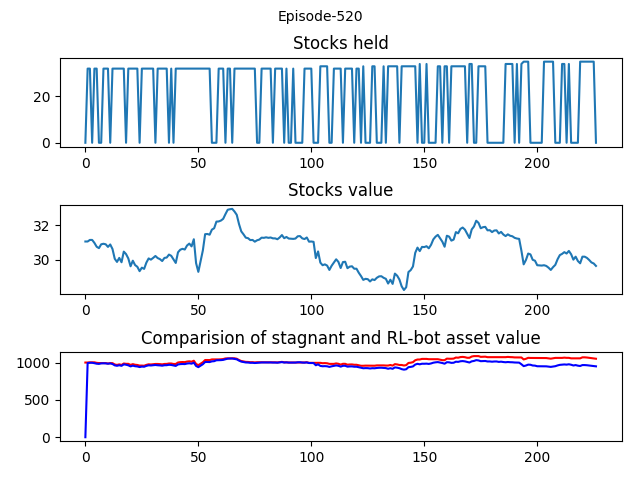 Episode-520
Stocks held
20
0
0 50 100 150 200
Stocks value
32
30
0 50 100 150 200
Comparision of stagnant and RL-bot asset value
1000
500
0
0 50 100 150 200